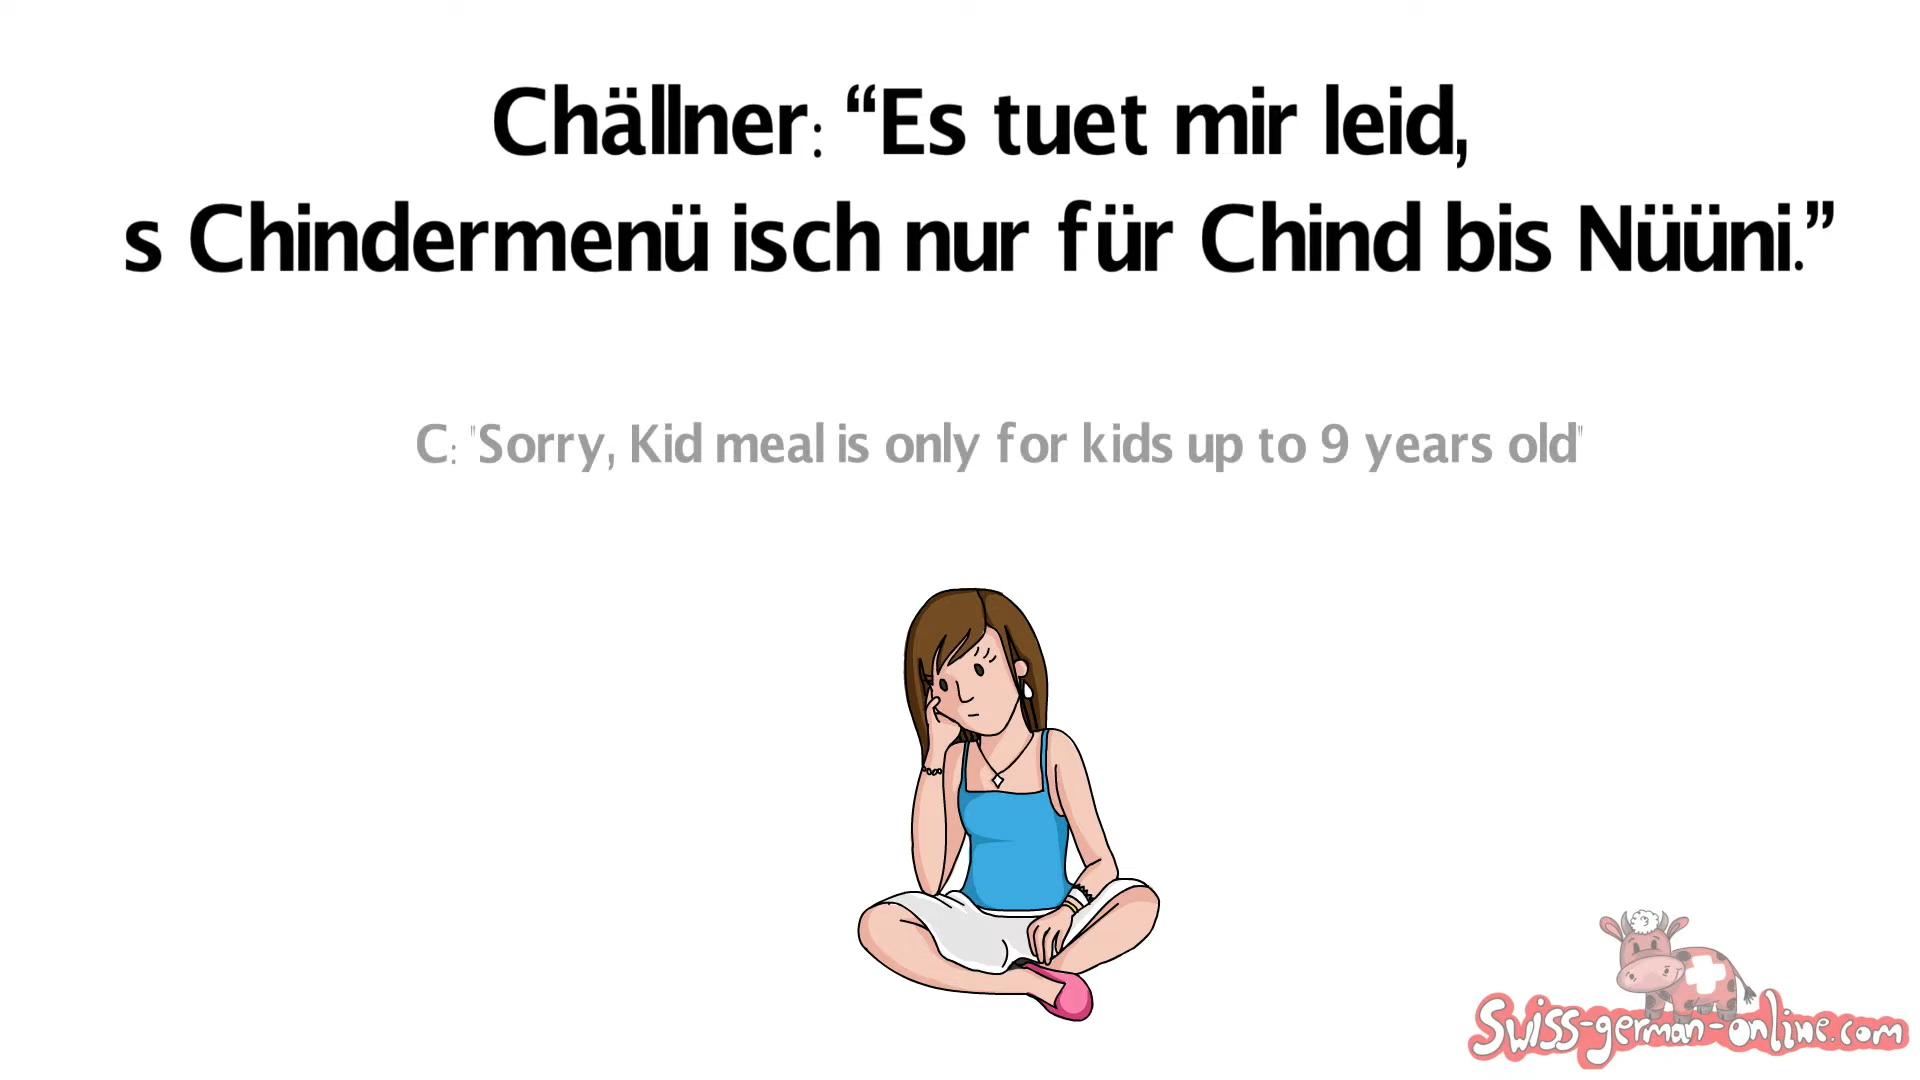 Chällner: “Es tuet mir leid,
s Chindermenü isch nur für Chind bis Nüüni.”
C: "Sorry, Kid meal is only for kids up to 9 years old"
Swiss-german-online.com